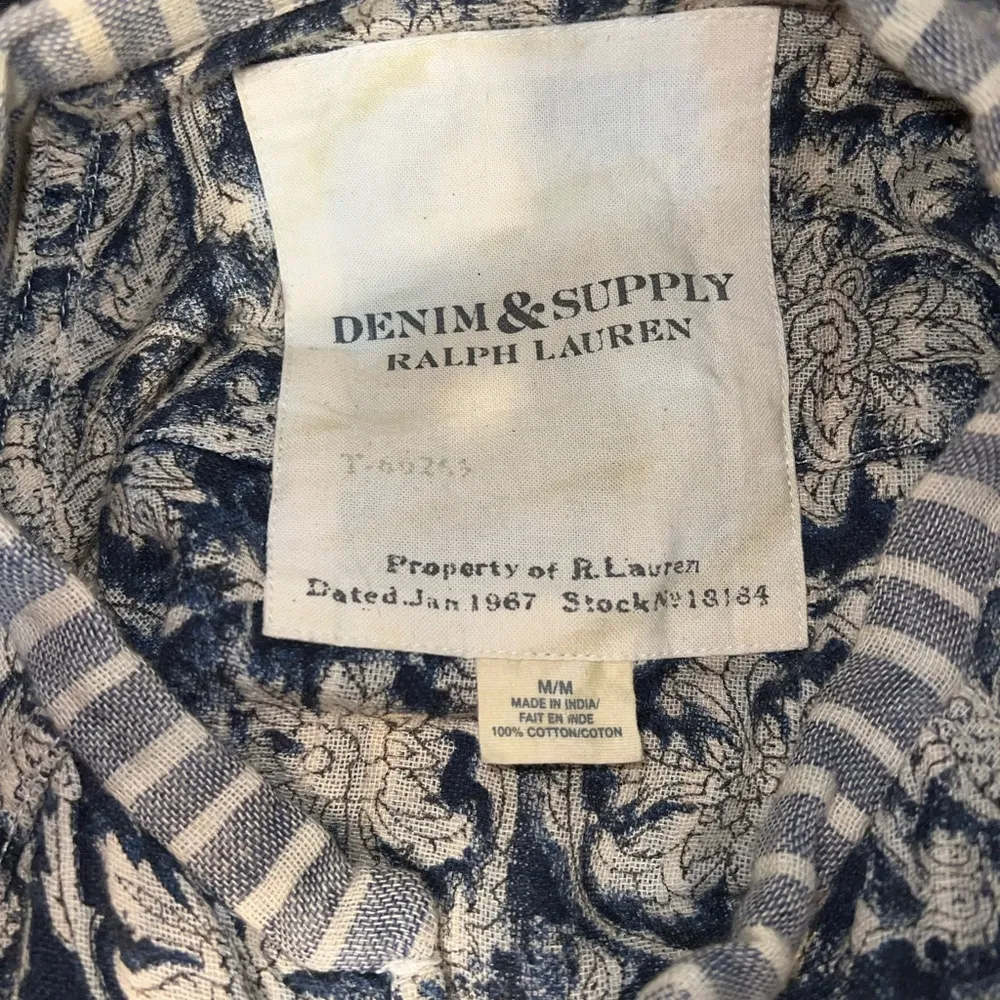 DENIM & SUPPLY
RALPH LAUREN
Property of R. Lauren
Dated Jan 1967 Stock Nº 18184
M/M
MADE IN INDIA/
FAIT EN INDE
100% COTTON/COTON